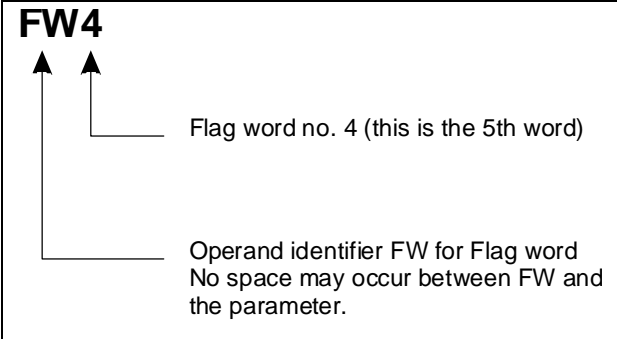 FW4
Flag word no. 4 (this is the 5th word)
Operand identifier FW for Flag word
No space may occur between FW and
the parameter.